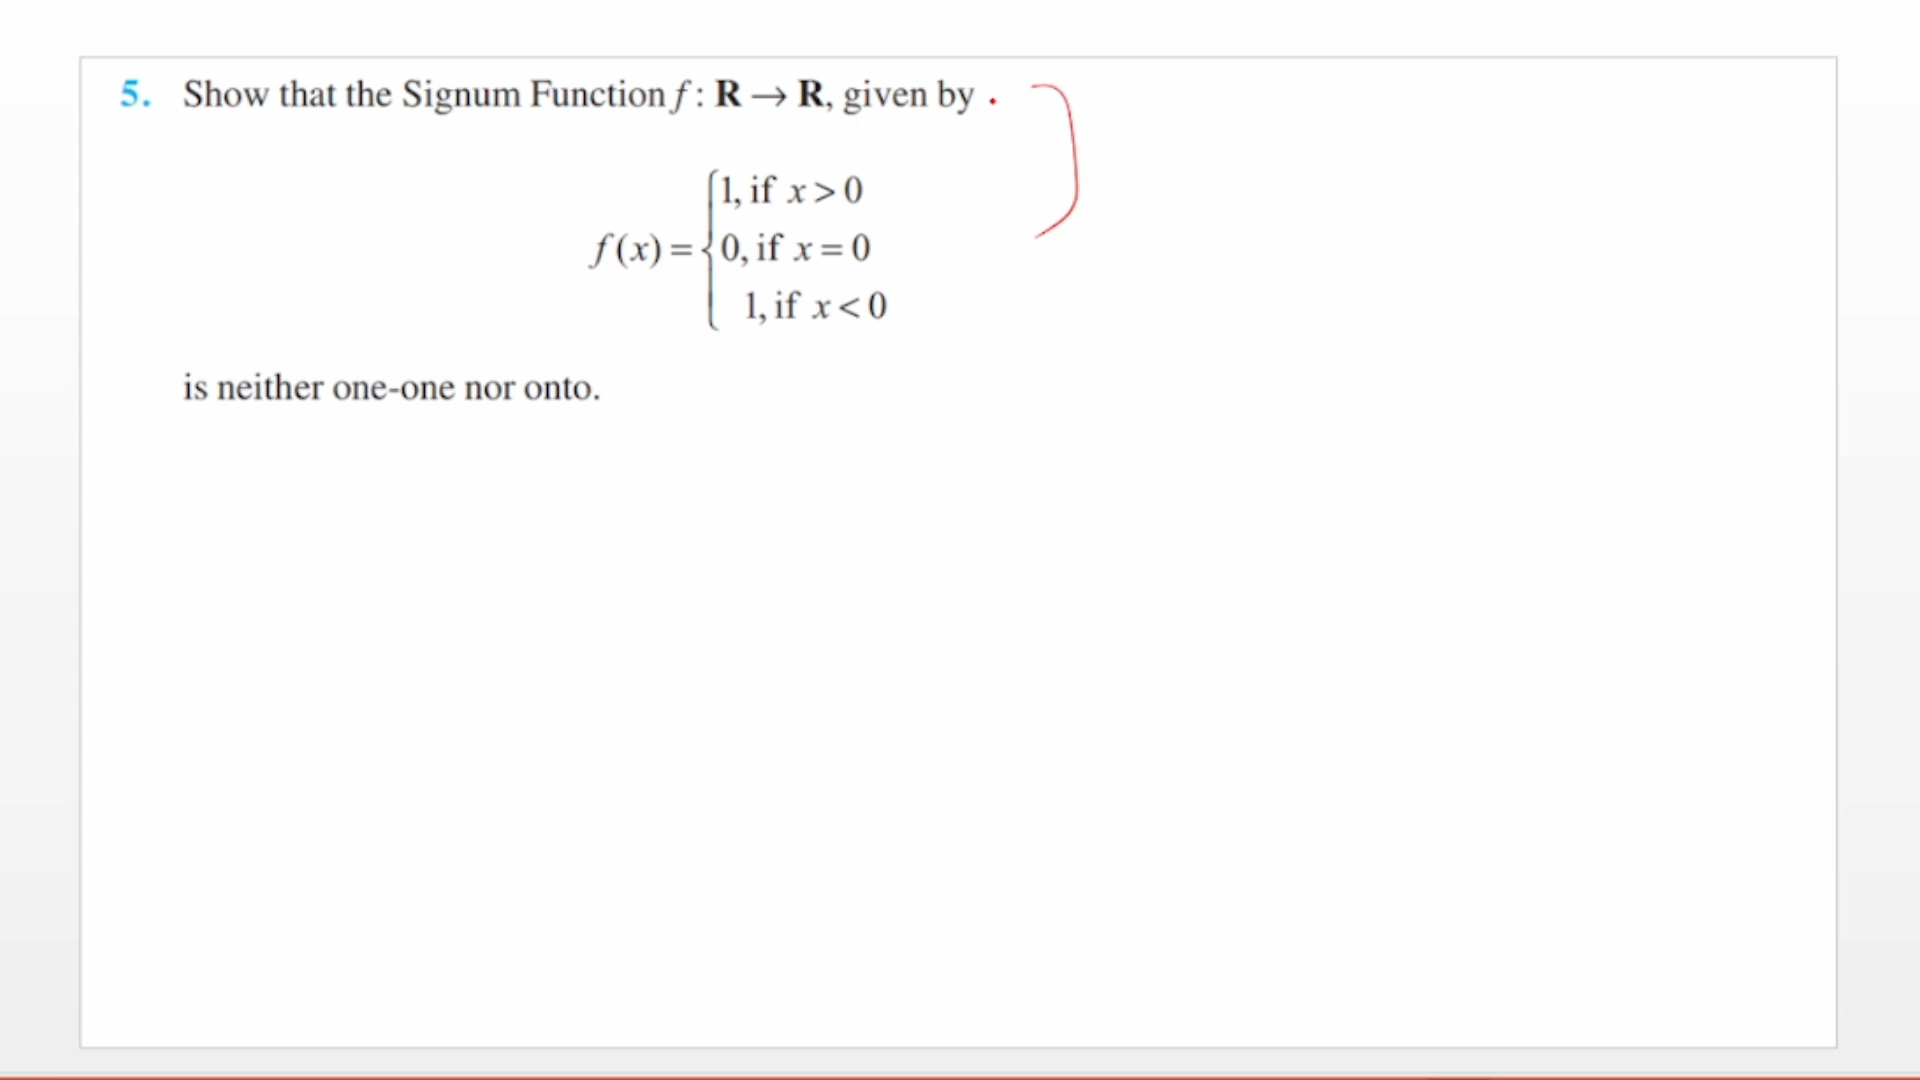 5. Show that the Signum Function f : R → R, given by .
1, if x > 0
f(x) = { 0, if x = 0
1, if x < 0
is neither one-one nor onto.